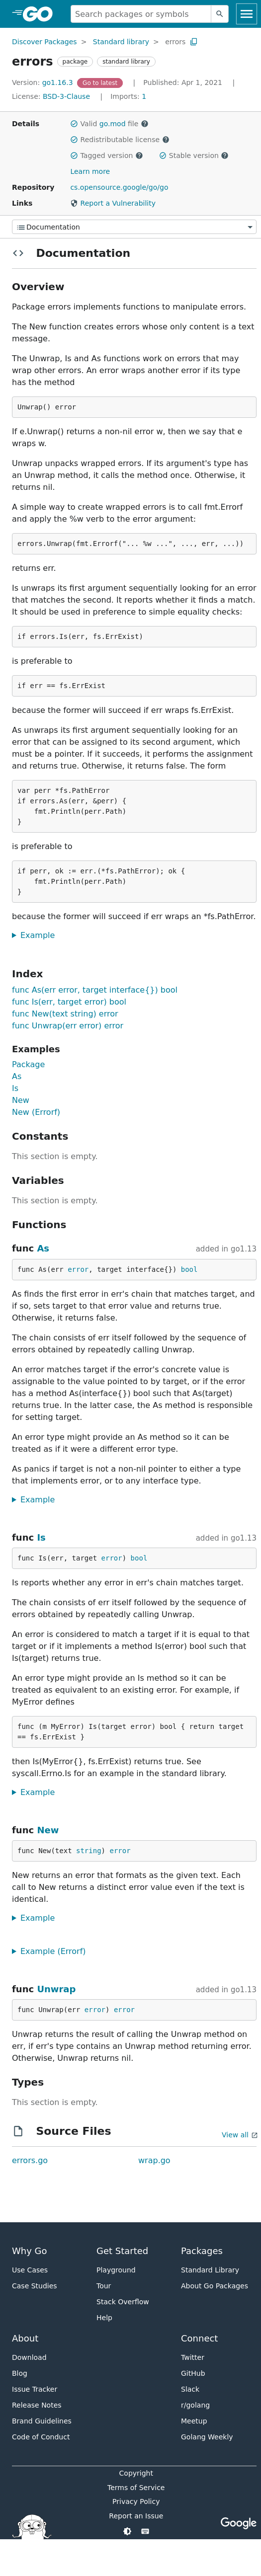 GO
Search packages or symbols
Discover Packages > Standard library > errors
errors package standard library
Version: go1.16.3 Go to latest | Published: Apr 1, 2021 |
License: BSD-3-Clause | Imports: 1
Details Valid go.mod file
Redistributable license
Tagged version Stable version
Learn more
Repository cs.opensource.google/go/go
Links Report a Vulnerability
Documentation
Documentation
Overview
Package errors implements functions to manipulate errors.
The New function creates errors whose only content is a text
message.
The Unwrap, Is and As functions work on errors that may
wrap other errors. An error wraps another error if its type
has the method
Unwrap() error
If e.Unwrap() returns a non-nil error w, then we say that e
wraps w.
Unwrap unpacks wrapped errors. If its argument's type has
an Unwrap method, it calls the method once. Otherwise, it
returns nil.
A simple way to create wrapped errors is to call fmt.Errorf
and apply the %w verb to the error argument:
errors.Unwrap(fmt.Errorf("... %w ...", ..., err, ...))
returns err.
Is unwraps its first argument sequentially looking for an error
that matches the second. It reports whether it finds a match.
It should be used in preference to simple equality checks:
if errors.Is(err, fs.ErrExist)
is preferable to
if err == fs.ErrExist
because the former will succeed if err wraps fs.ErrExist.
As unwraps its first argument sequentially looking for an
error that can be assigned to its second argument, which
must be a pointer. If it succeeds, it performs the assignment
and returns true. Otherwise, it returns false. The form
var perr *fs.PathError
if errors.As(err, &perr) {
fmt.Println(perr.Path)
}
is preferable to
if perr, ok := err.(*fs.PathError); ok {
fmt.Println(perr.Path)
}
because the former will succeed if err wraps an *fs.PathError.
Example
Index
func As(err error, target interface{}) bool
func Is(err, target error) bool
func New(text string) error
func Unwrap(err error) error
Examples
Package
As
Is
New
New (Errorf)
Constants
This section is empty.
Variables
This section is empty.
Functions
func As added in go1.13
func As(err error, target interface{}) bool
As finds the first error in err's chain that matches target, and
if so, sets target to that error value and returns true.
Otherwise, it returns false.
The chain consists of err itself followed by the sequence of
errors obtained by repeatedly calling Unwrap.
An error matches target if the error's concrete value is
assignable to the value pointed to by target, or if the error
has a method As(interface{}) bool such that As(target)
returns true. In the latter case, the As method is responsible
for setting target.
An error type might provide an As method so it can be
treated as if it were a different error type.
As panics if target is not a non-nil pointer to either a type
that implements error, or to any interface type.
Example
func Is added in go1.13
func Is(err, target error) bool
Is reports whether any error in err's chain matches target.
The chain consists of err itself followed by the sequence of
errors obtained by repeatedly calling Unwrap.
An error is considered to match a target if it is equal to that
target or if it implements a method Is(error) bool such that
Is(target) returns true.
An error type might provide an Is method so it can be
treated as equivalent to an existing error. For example, if
MyError defines
func (m MyError) Is(target error) bool { return target
== fs.ErrExist }
then Is(MyError{}, fs.ErrExist) returns true. See
syscall.Errno.Is for an example in the standard library.
Example
func New
func New(text string) error
New returns an error that formats as the given text. Each
call to New returns a distinct error value even if the text is
identical.
Example
Example (Errorf)
func Unwrap added in go1.13
func Unwrap(err error) error
Unwrap returns the result of calling the Unwrap method on
err, if err's type contains an Unwrap method returning error.
Otherwise, Unwrap returns nil.
Types
This section is empty.
Source Files View all
errors.go wrap.go
Why Go
Use Cases
Case Studies
Get Started
Playground
Tour
Stack Overflow
Help
Packages
Standard Library
About Go Packages
About
Download
Blog
Issue Tracker
Release Notes
Brand Guidelines
Code of Conduct
Connect
Twitter
GitHub
Slack
r/golang
Meetup
Golang Weekly
Copyright
Terms of Service
Privacy Policy
Report an Issue
Google